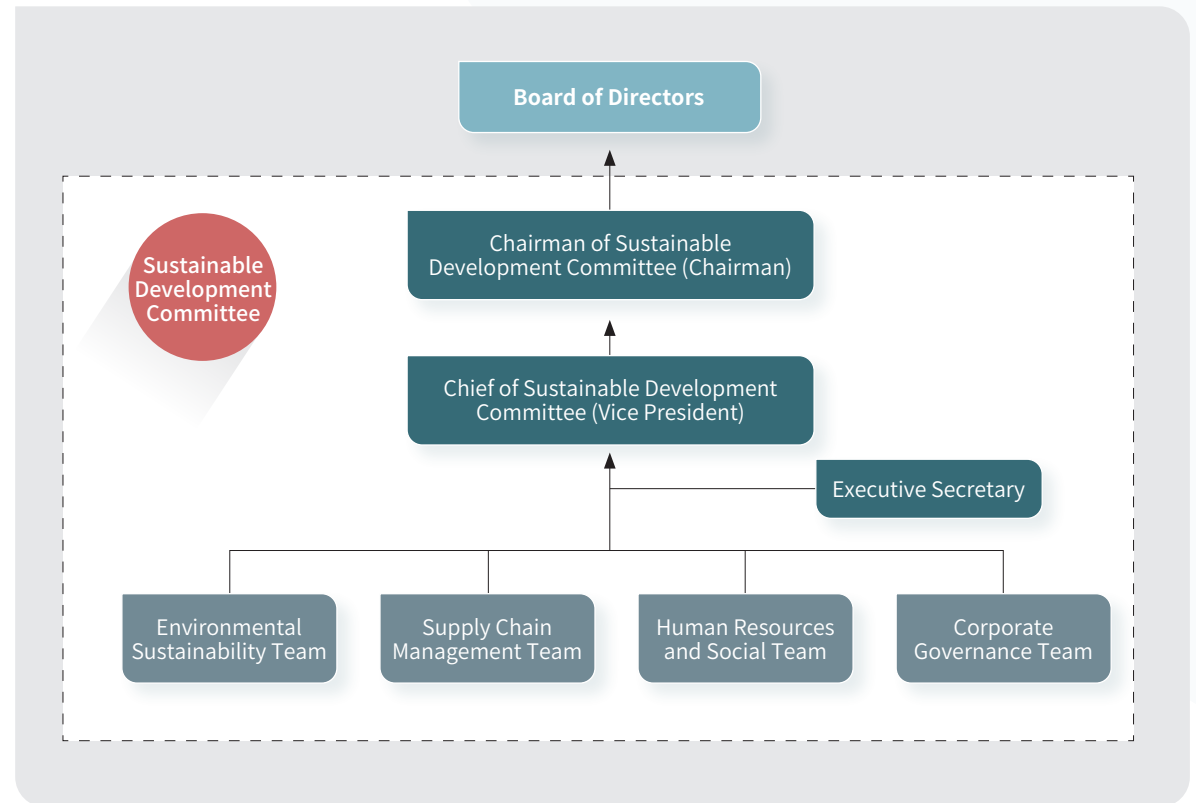 Board of Directors
Sustainable
Development
Committee
Chairman of Sustainable
Development Committee (Chairman)
Chief of Sustainable Development
Committee (Vice President)
Executive Secretary
Environmental
Sustainability Team
Supply Chain
Management Team
Human Resources
and Social Team
Corporate
Governance Team